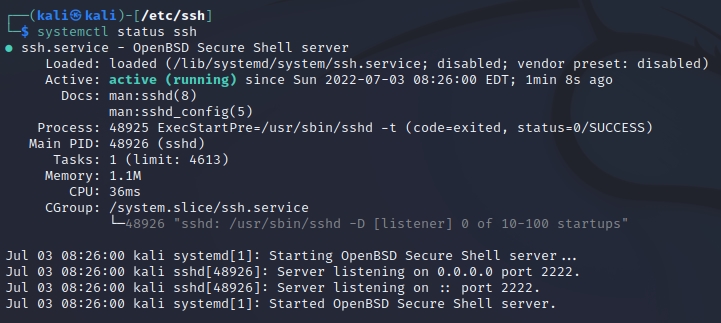 ┌──(kali㉿kali)-[/etc/ssh]
└─$ systemctl status ssh
● ssh.service - OpenBSD Secure Shell server
     Loaded: loaded (/lib/systemd/system/ssh.service; disabled; vendor preset: disabled)
     Active: active (running) since Sun 2022-07-03 08:26:00 EDT; 1min 8s ago
       Docs: man:sshd(8)
             man:sshd_config(5)
    Process: 48925 ExecStartPre=/usr/sbin/sshd -t (code=exited, status=0/SUCCESS)
   Main PID: 48926 (sshd)
      Tasks: 1 (limit: 4613)
     Memory: 1.1M
        CPU: 36ms
     CGroup: /system.slice/ssh.service
             └─48926 "sshd: /usr/sbin/sshd -D [listener] 0 of 10-100 startups"

Jul 03 08:26:00 kali systemd[1]: Starting OpenBSD Secure Shell server...
Jul 03 08:26:00 kali sshd[48926]: Server listening on 0.0.0.0 port 2222.
Jul 03 08:26:00 kali sshd[48926]: Server listening on :: port 2222.
Jul 03 08:26:00 kali systemd[1]: Started OpenBSD Secure Shell server.